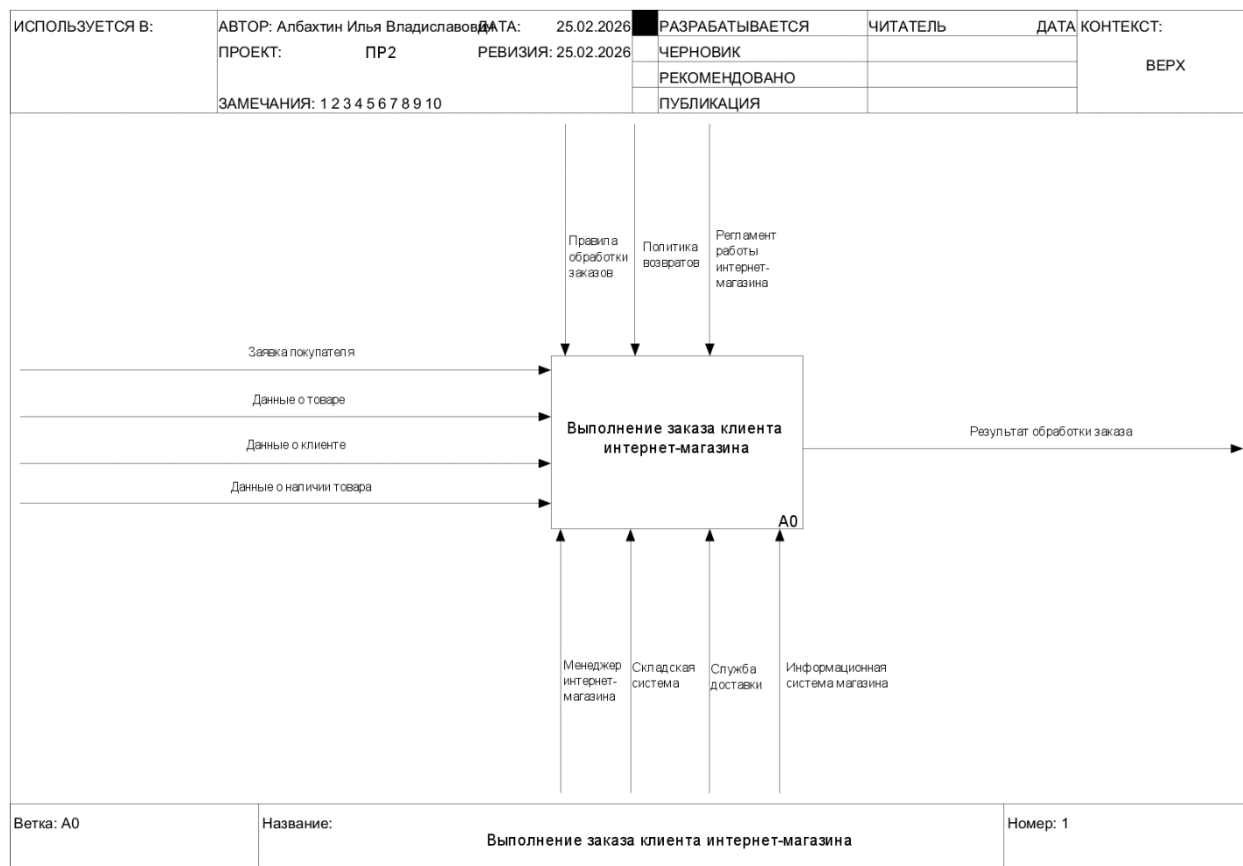 ИСПОЛЬЗУЕТСЯ В:
АВТОР: Албахтин Илья Владиславович
ДАТА: 25.02.2026
РАЗРАБАТЫВАЕТСЯ
ЧИТАТЕЛЬ
ДАТА
КОНТЕКСТ:
ПРОЕКТ: ПР2
РЕВИЗИЯ: 25.02.2026
ЧЕРНОВИК
ВЕРХ
РЕКОМЕНДОВАНО
ЗАМЕЧАНИЯ: 1 2 3 4 5 6 7 8 9 10
ПУБЛИКАЦИЯ
Правила
обработки
заказов
Политика
возвратов
Регламент
работы
интернет-
магазина
Заявка покупателя
Данные о товаре
Данные о клиенте
Данные о наличии товара
Выполнение заказа клиента
интернет-магазина
A0
Результат обработки заказа
Менеджер
интернет-
магазина
Складская
система
Служба
доставки
Информационная
система магазина
Ветка: A0
Название:
Выполнение заказа клиента интернет-магазина
Номер: 1